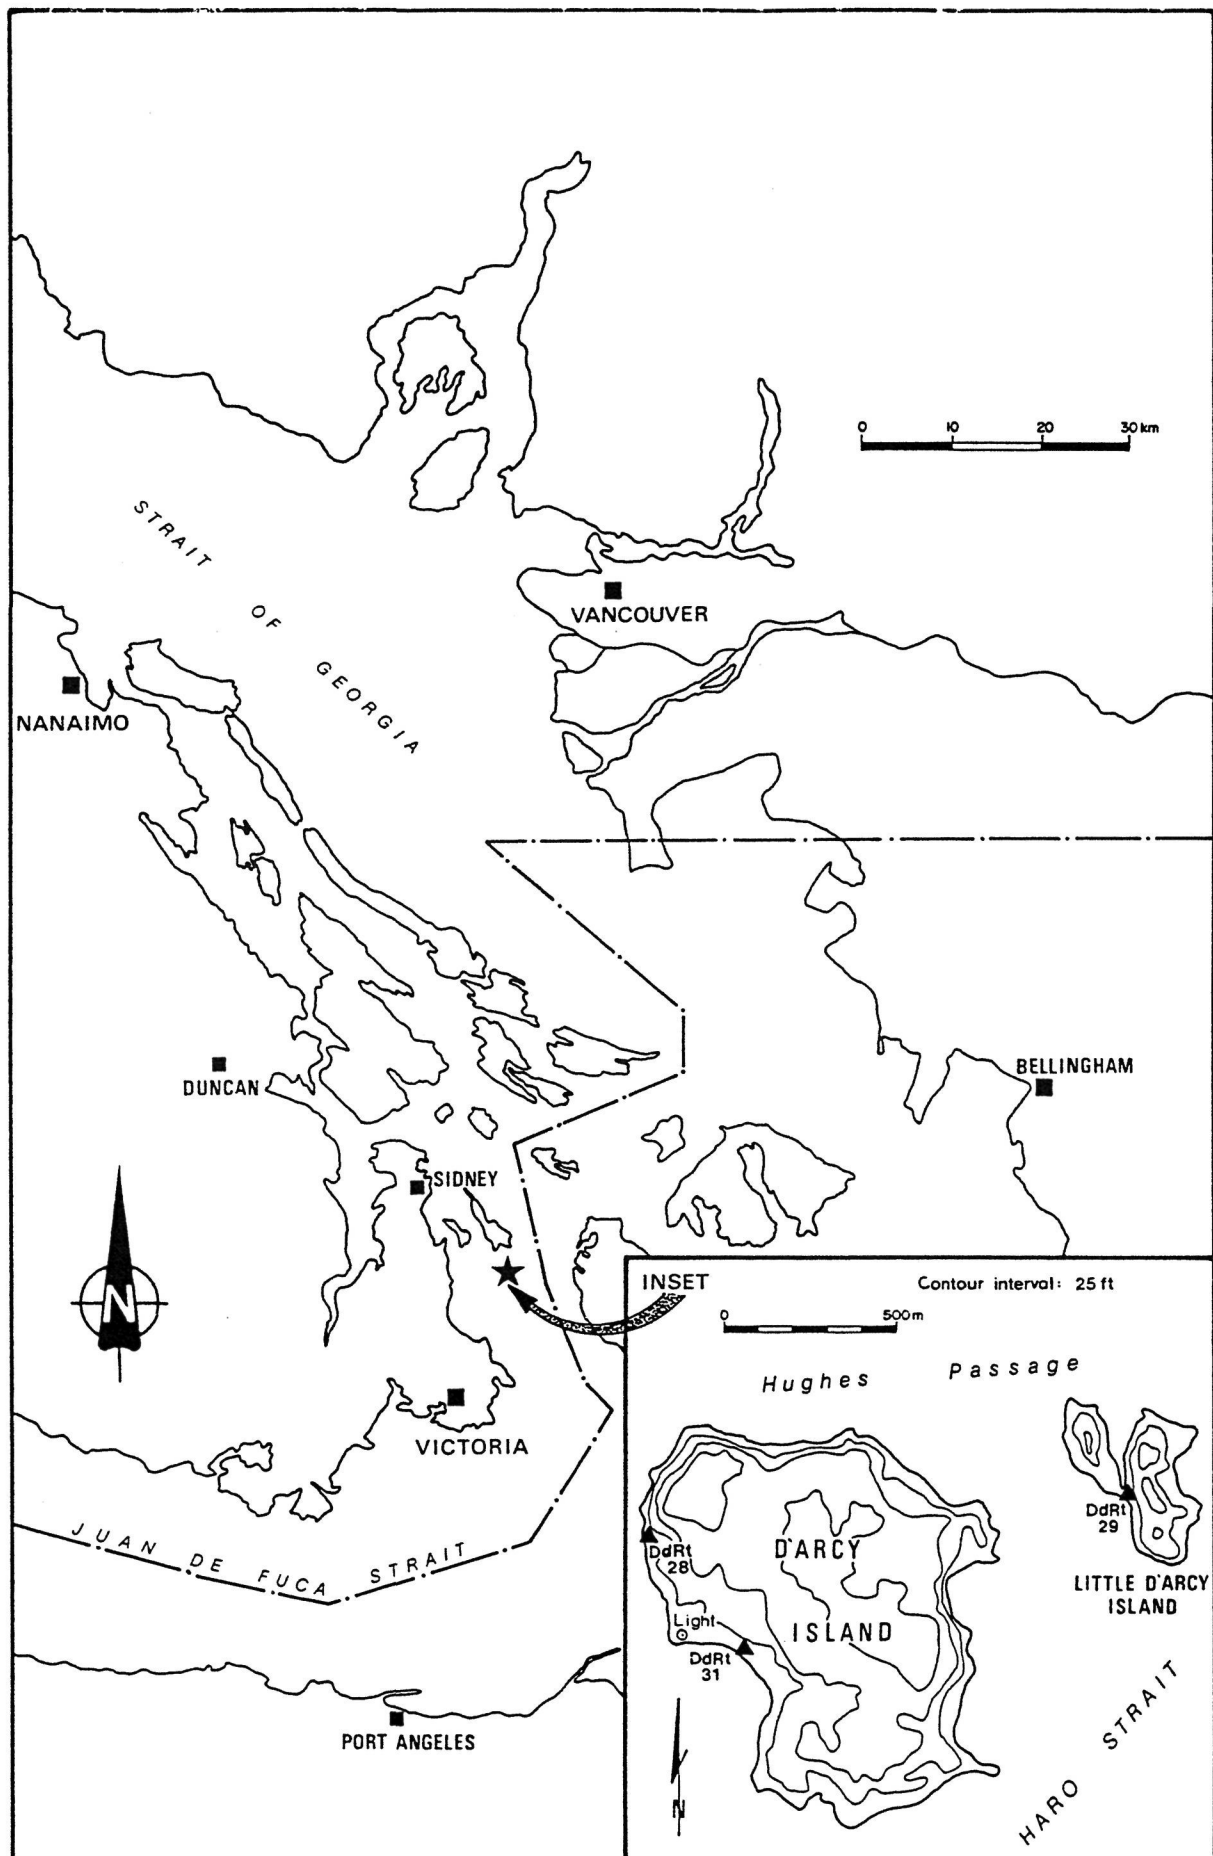 0 10 20 30 km
STRAIT OF GEORGIA
VANCOUVER
NANAIMO
BELLINGHAM
DUNCAN
SIDNEY
N
INSET
Contour interval: 25 ft
0 500m
Hughes Passage
VICTORIA
DdRt
29
DdRt
28
D'ARCY
ISLAND
LITTLE D'ARCY
ISLAND
Light
DdRt
31
JUAN DE FUCA STRAIT
HARO STRAIT
PORT ANGELES
N